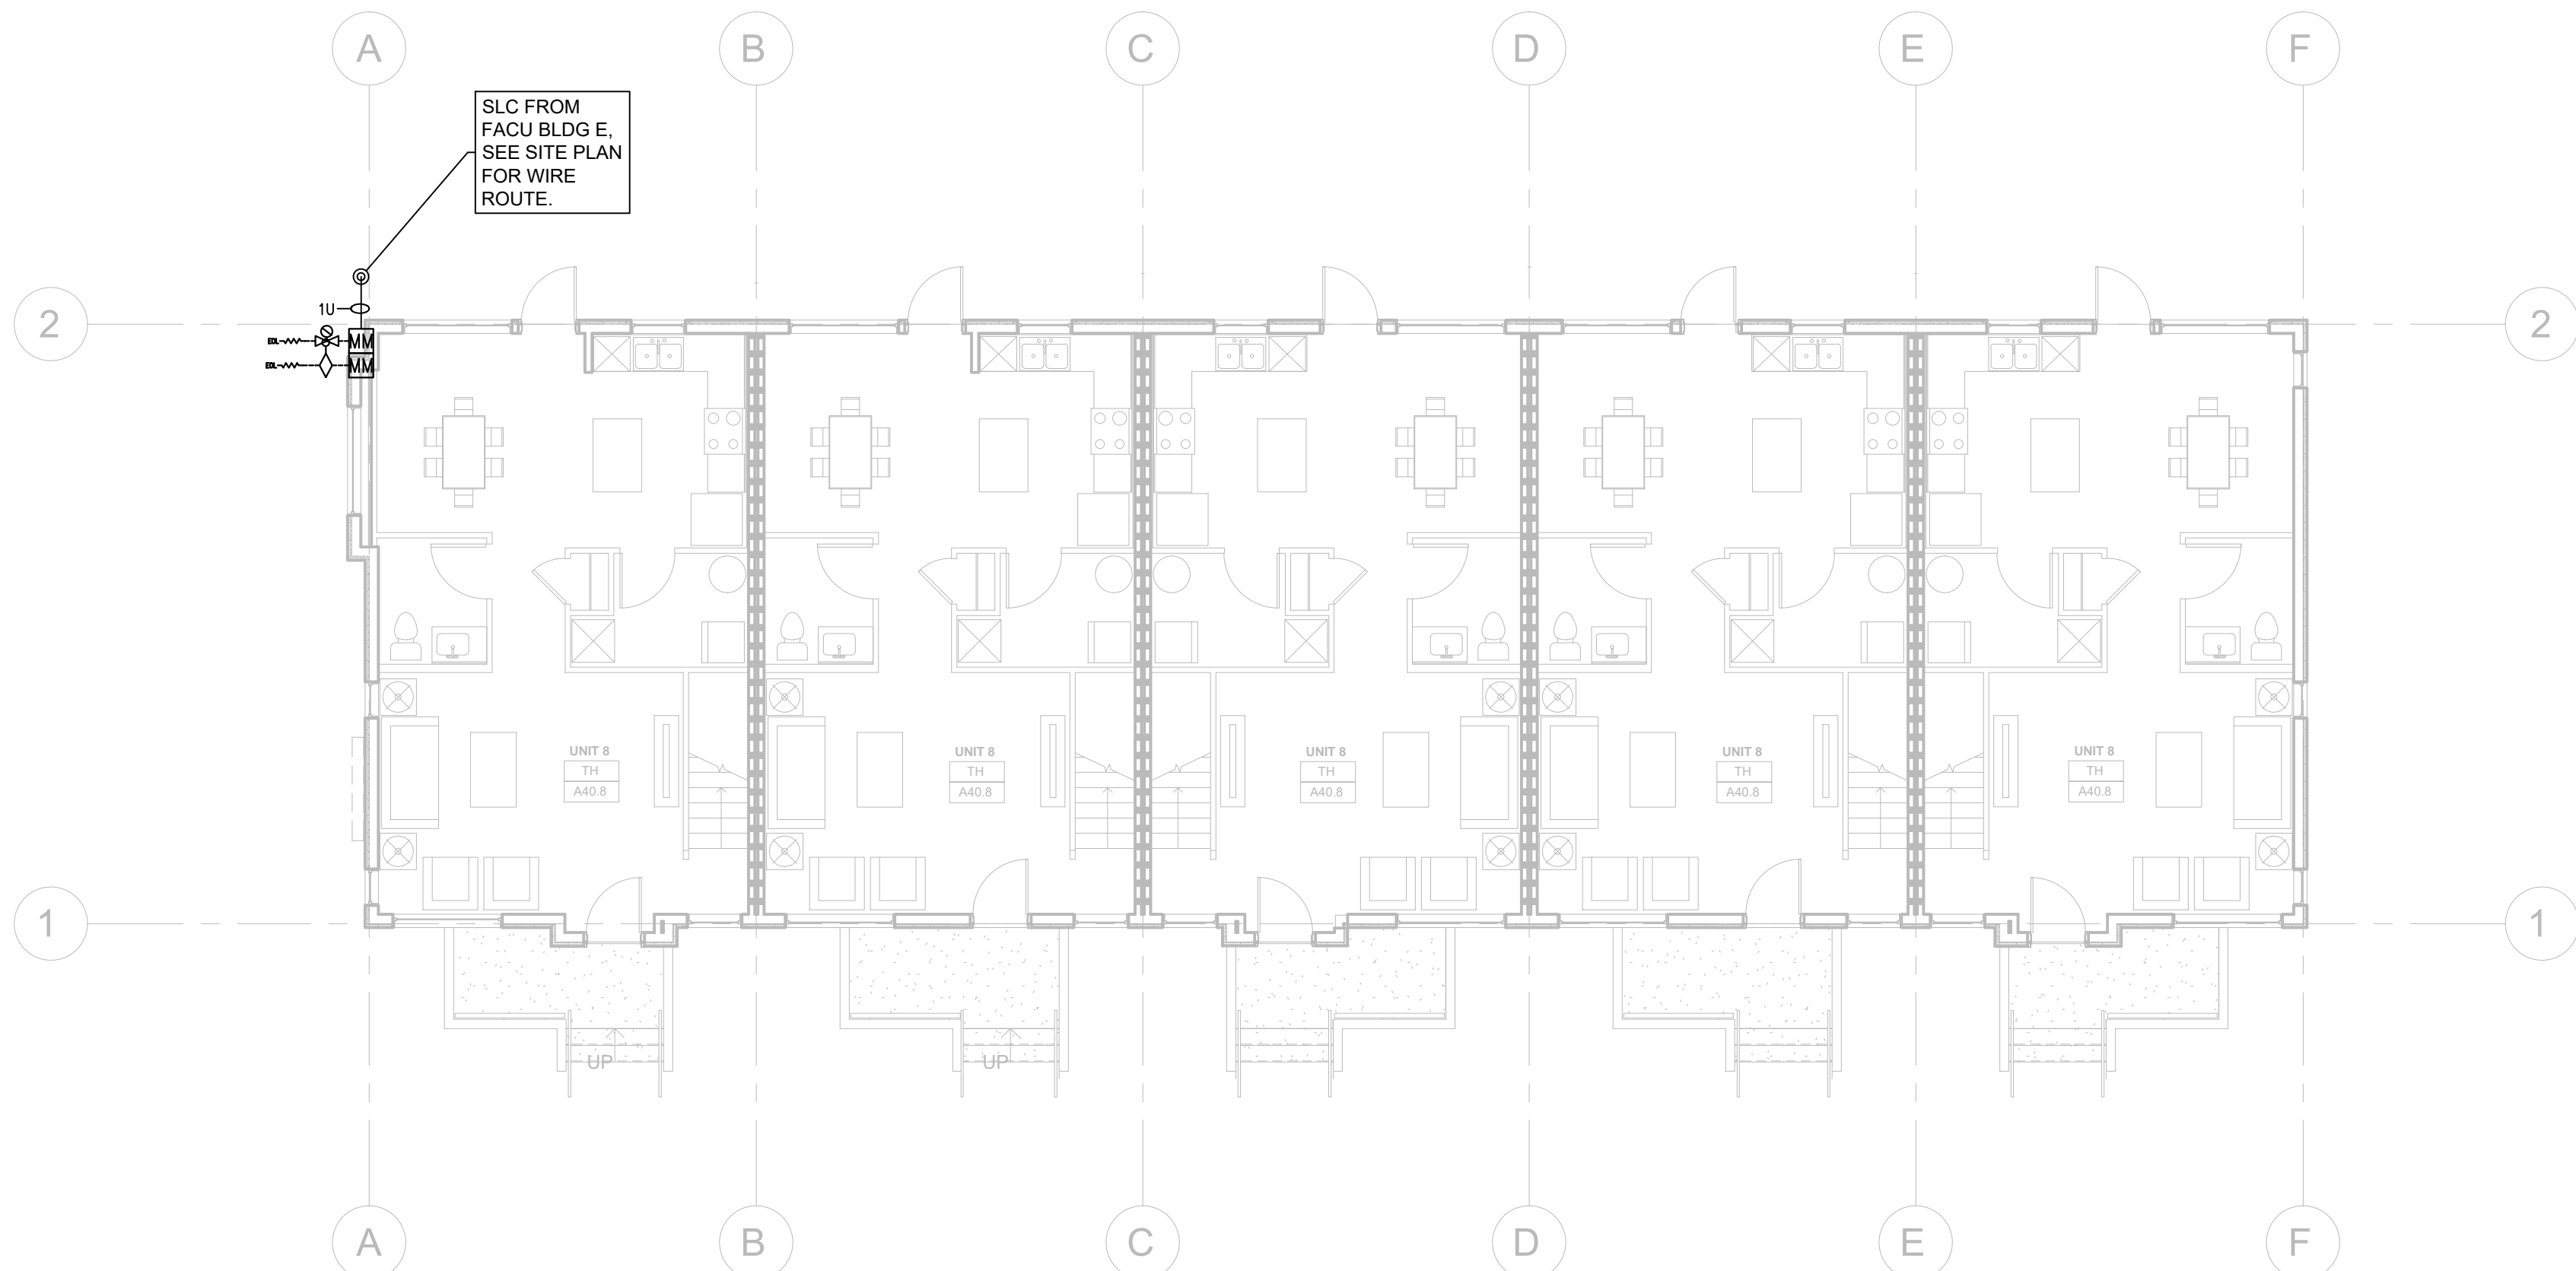 A B C D E F
SLC FROM
FACU BLDG E,
SEE SITE PLAN
FOR WIRE
ROUTE.
1U
2 2
EOL MM
EOL MM
UNIT 8 UNIT 8 UNIT 8 UNIT 8 UNIT 8
TH TH TH TH TH
A40.8 A40.8 A40.8 A40.8 A40.8
1 1
UP UP
A B C D E F